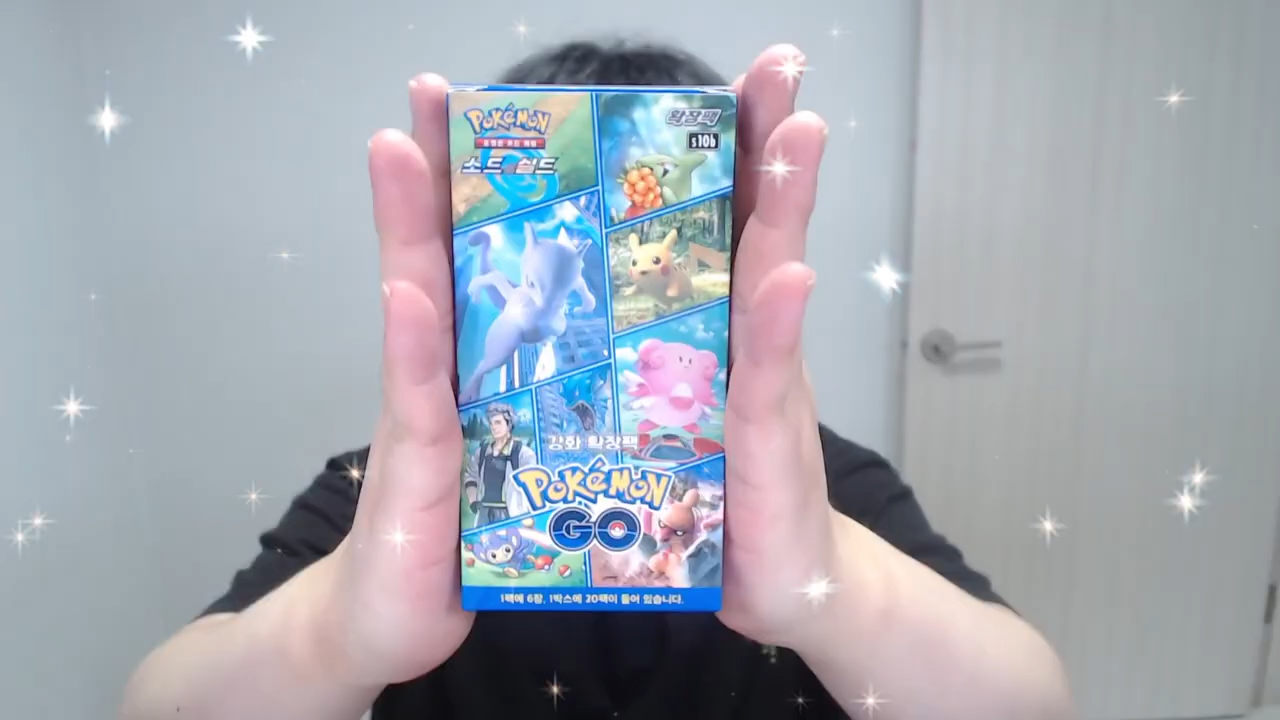 POKÉMON
포켓몬 카드 게임
소드 실드
확장팩
s10b
강화 확장팩
POKÉMON
GO
1팩에 6장, 1박스에 20팩이 들어 있습니다.